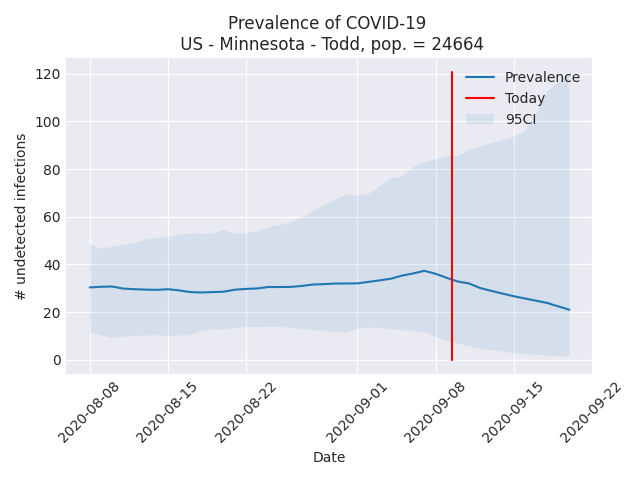 Prevalence of COVID-19
US - Minnesota - Todd, pop. = 24664
# undetected infections
120
100
80
60
40
20
0
Prevalence
Today
95CI
2020-08-08
2020-08-15
2020-08-22
2020-09-01
2020-09-08
2020-09-15
2020-09-22
Date